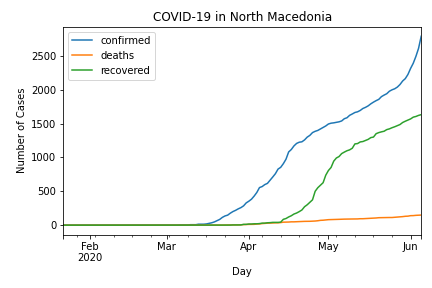 COVID-19 in North Macedonia
confirmed
deaths
recovered
Number of Cases
2500
2000
1500
1000
500
0
Feb
2020
Mar
Apr
May
Jun
Day